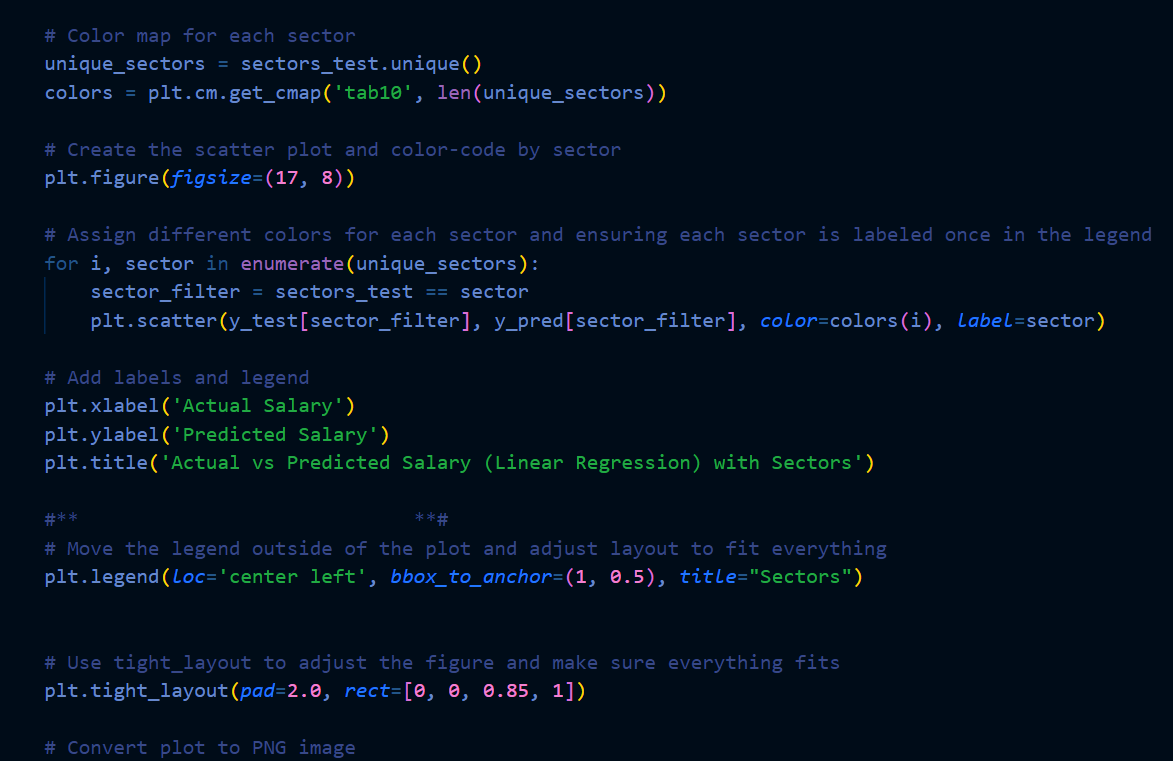 # Color map for each sector
unique_sectors = sectors_test.unique()
colors = plt.cm.get_cmap('tab10', len(unique_sectors))
# Create the scatter plot and color-code by sector
plt.figure(figsize=(17, 8))
# Assign different colors for each sector and ensuring each sector is labeled once in the legend
for i, sector in enumerate(unique_sectors):
    sector_filter = sectors_test == sector
    plt.scatter(y_test[sector_filter], y_pred[sector_filter], color=colors(i), label=sector)
# Add labels and legend
plt.xlabel('Actual Salary')
plt.ylabel('Predicted Salary')
plt.title('Actual vs Predicted Salary (Linear Regression) with Sectors')
#**                             **#
# Move the legend outside of the plot and adjust layout to fit everything
plt.legend(loc='center left', bbox_to_anchor=(1, 0.5), title="Sectors")
# Use tight_layout to adjust the figure and make sure everything fits
plt.tight_layout(pad=2.0, rect=[0, 0, 0.85, 1])
# Convert plot to PNG image